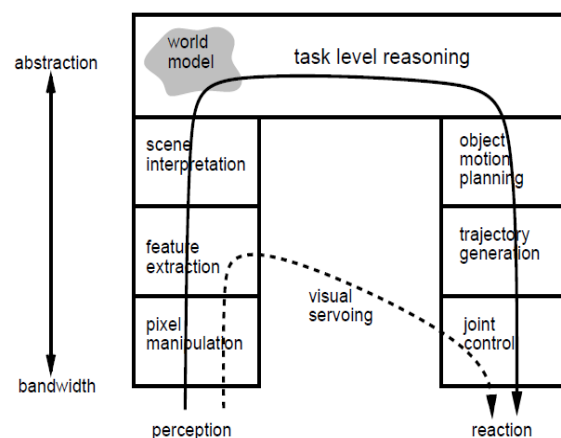 world
model
task level reasoning
abstraction
scene
interpretation
object
motion
planning
feature
extraction
trajectory
generation
visual
servoing
pixel
manipulation
joint
control
bandwidth
perception
reaction